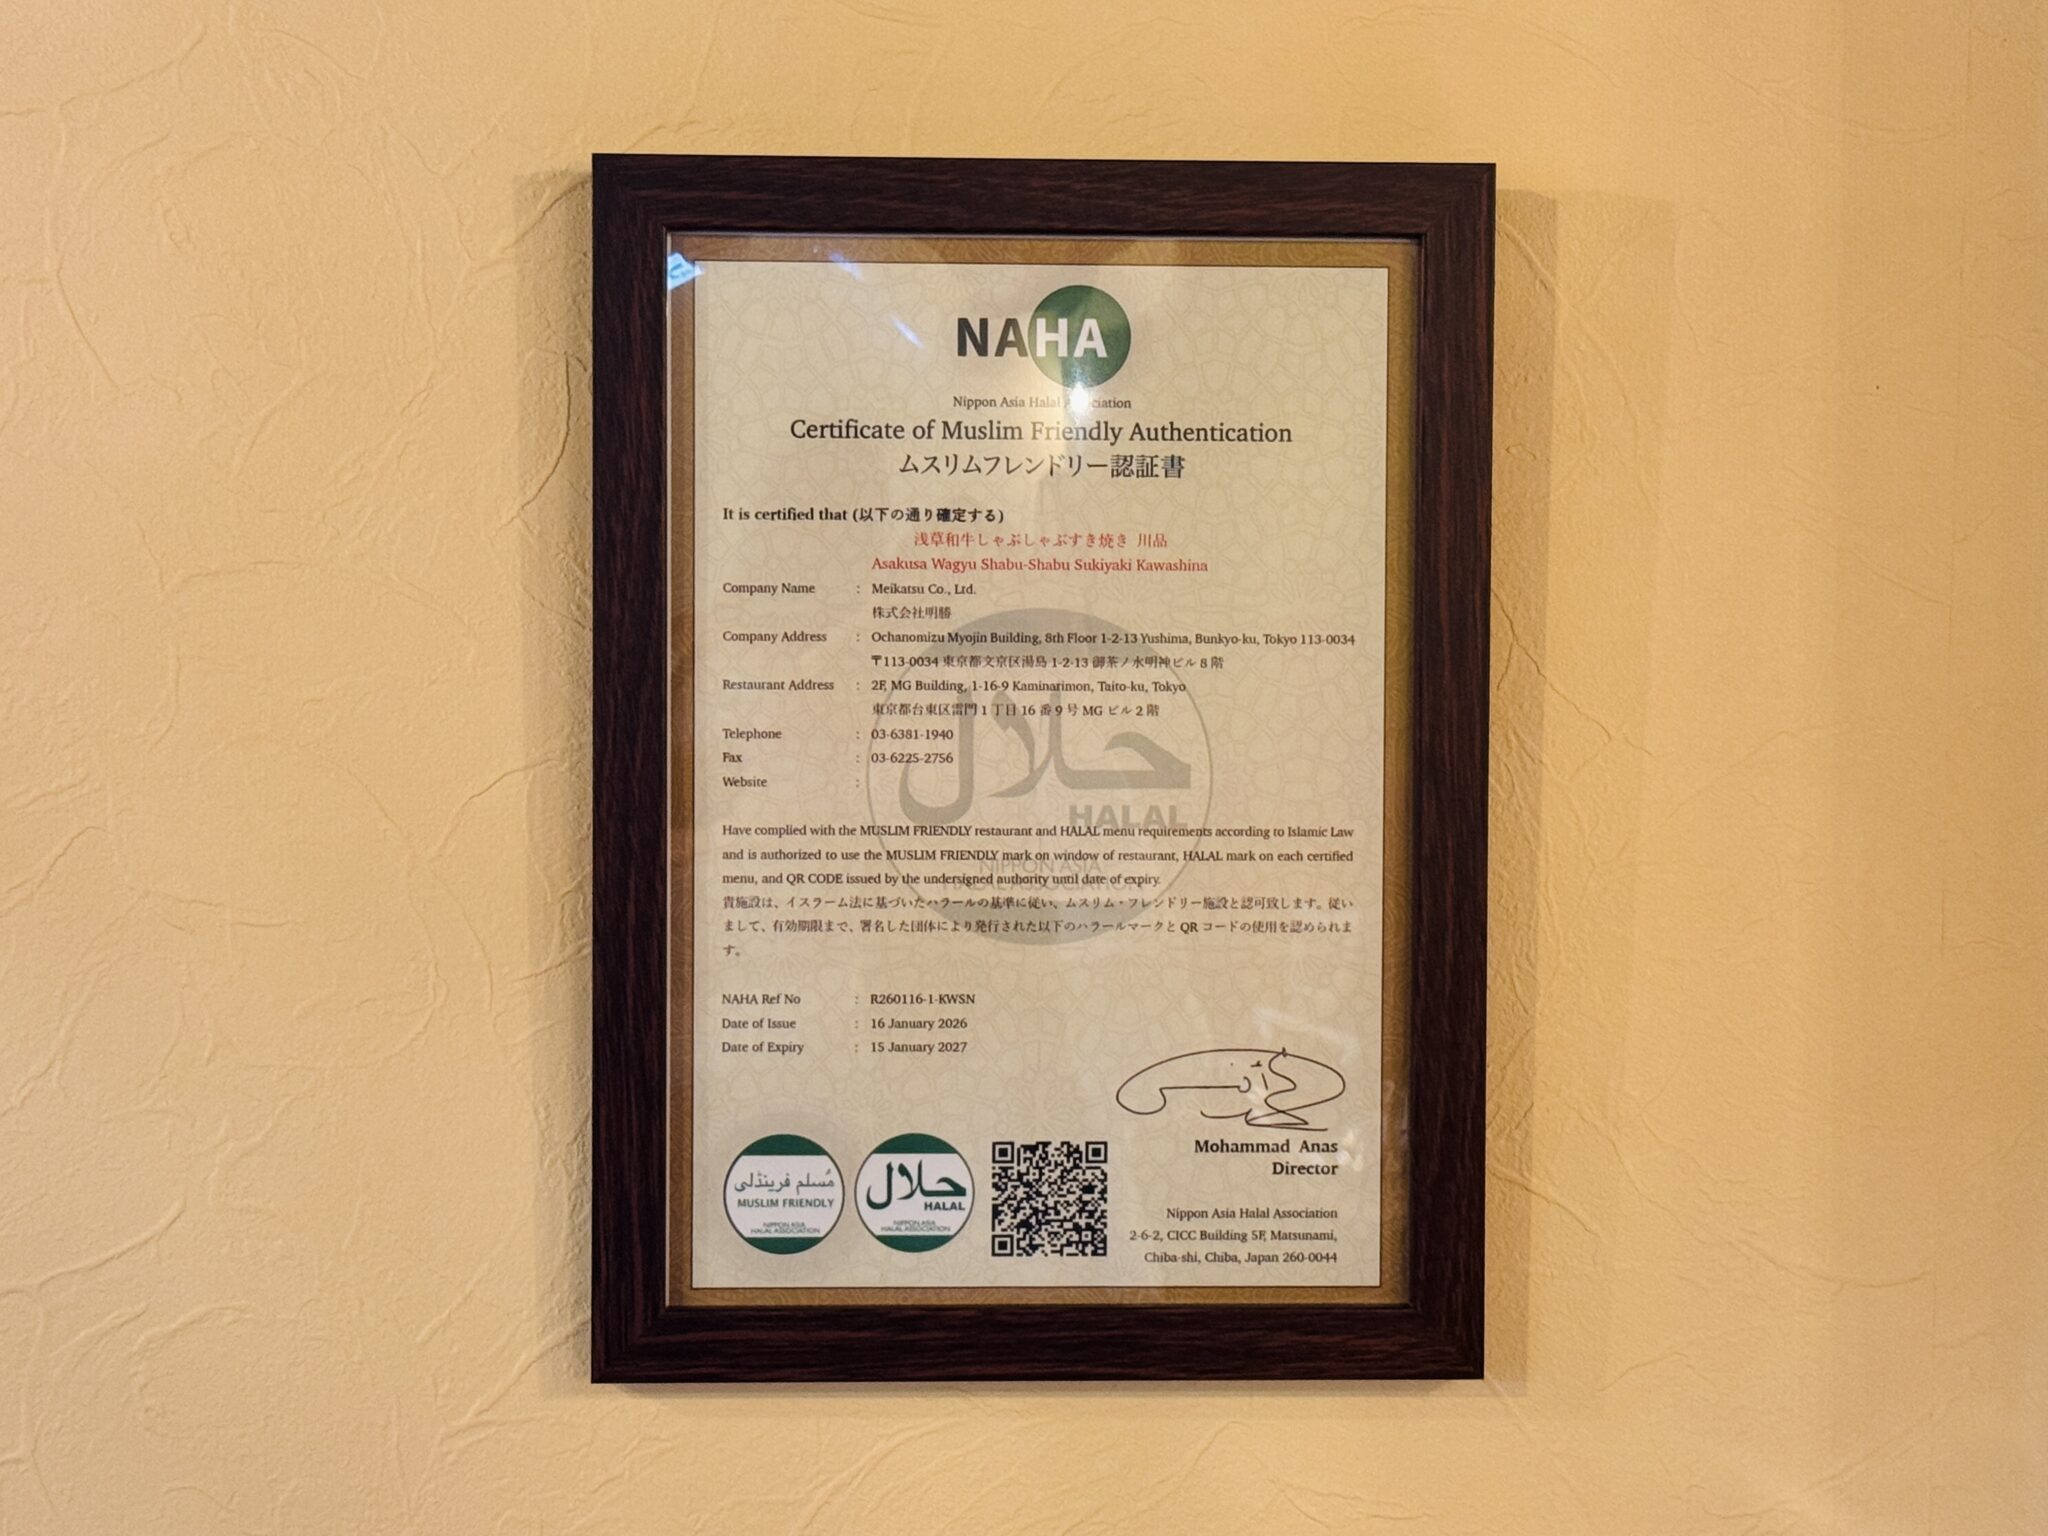 NAHA
Nippon Asia Halal Association
Certificate of Muslim Friendly Authentication
ムスリムフレンドリー認証書
It is certified that (以下の通り確定する)
浅草和牛しゃぶしゃぶすき焼き 川品
Asakusa Wagyu Shabu-Shabu Sukiyaki Kawashina
Company Name : Meikatsu Co., Ltd.
株式会社明勝
Company Address : Ochanomizu Myojin Building, 8th Floor 1-2-13 Yushima, Bunkyo-ku, Tokyo 113-0034
〒113-0034 東京都文京区湯島 1-2-13 御茶ノ水明神ビル 8 階
Restaurant Address : 2F, MG Building, 1-16-9 Kaminarimon, Taito-ku, Tokyo
東京都台東区雷門 1 丁目 16 番 9 号 MG ビル 2 階
Telephone : 03-6381-1940
Fax : 03-6225-2756
Website :
حلال
HALAL
NIPPON ASIA
HALAL ASSOCIATION
Have complied with the MUSLIM FRIENDLY restaurant and HALAL menu requirements according to Islamic Law
and is authorized to use the MUSLIM FRIENDLY mark on window of restaurant, HALAL mark on each certified
menu, and QR CODE issued by the undersigned authority until date of expiry.
貴施設は、イスラーム法に基づいたハラールの基準に従い、ムスリム・フレンドリー施設と認可致します。従い
まして、有効期限まで、署名した団体により発行された以下のハラールマークと QR コードの使用を認められま
す。
NAHA Ref No : R260116-1-KWSN
Date of Issue : 16 January 2026
Date of Expiry : 15 January 2027
Mohammad Anas
Director
مُسلم فرینڈلی
MUSLIM FRIENDLY
NIPPON ASIA
HALAL ASSOCIATION
حلال
HALAL
NIPPON ASIA
HALAL ASSOCIATION
Nippon Asia Halal Association
2-6-2, CICC Building 5F, Matsunami,
Chiba-shi, Chiba, Japan 260-0044